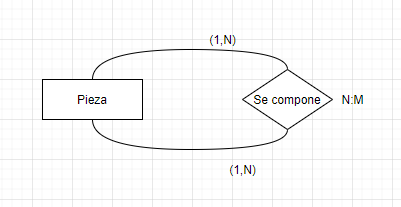 (1,N)
Pieza
Se compone
N:M
(1,N)